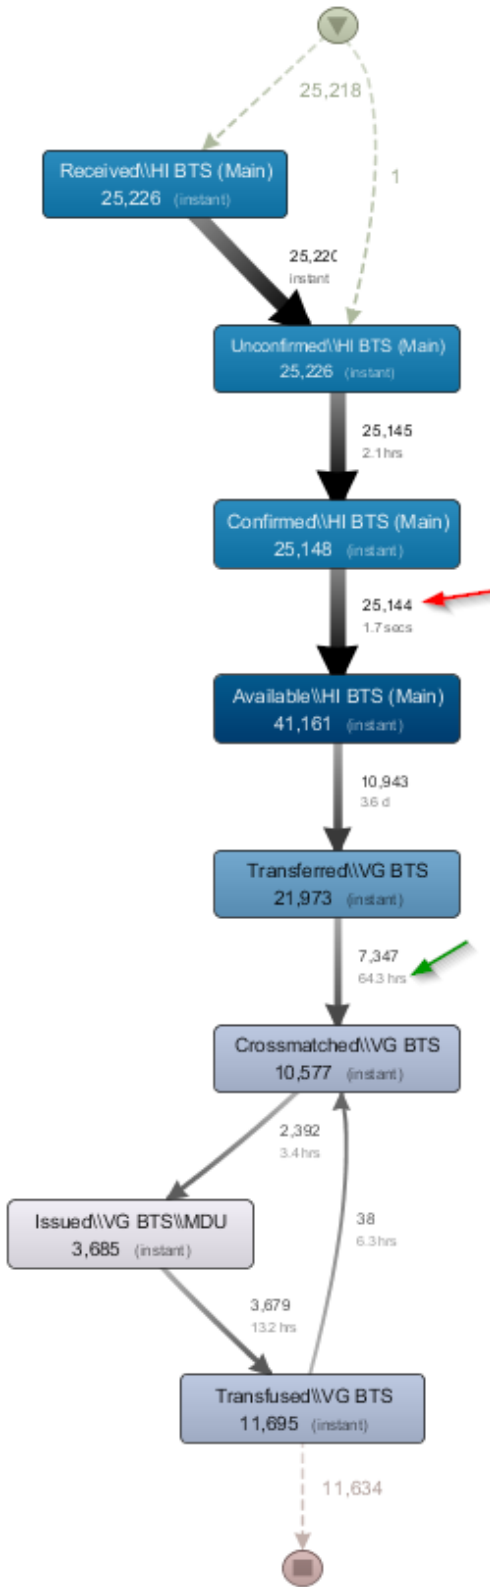 25,218
1
Received\\HI BTS (Main)
25,226 (instant)
25,220
instant
Unconfirmed\\HI BTS (Main)
25,226 (instant)
25,145
2.1 hrs
Confirmed\\HI BTS (Main)
25,148 (instant)
25,144
1.7 secs
Available\\HI BTS (Main)
41,161 (instant)
10,943
3.6 d
Transferred\\VG BTS
21,973 (instant)
7,347
64.3 hrs
Crossmatched\\VG BTS
10,577 (instant)
2,392
3.4 hrs
Issued\\VG BTS\\MDU
3,685 (instant)
38
6.3 hrs
3,679
13.2 hrs
Transfused\\VG BTS
11,695 (instant)
11,634